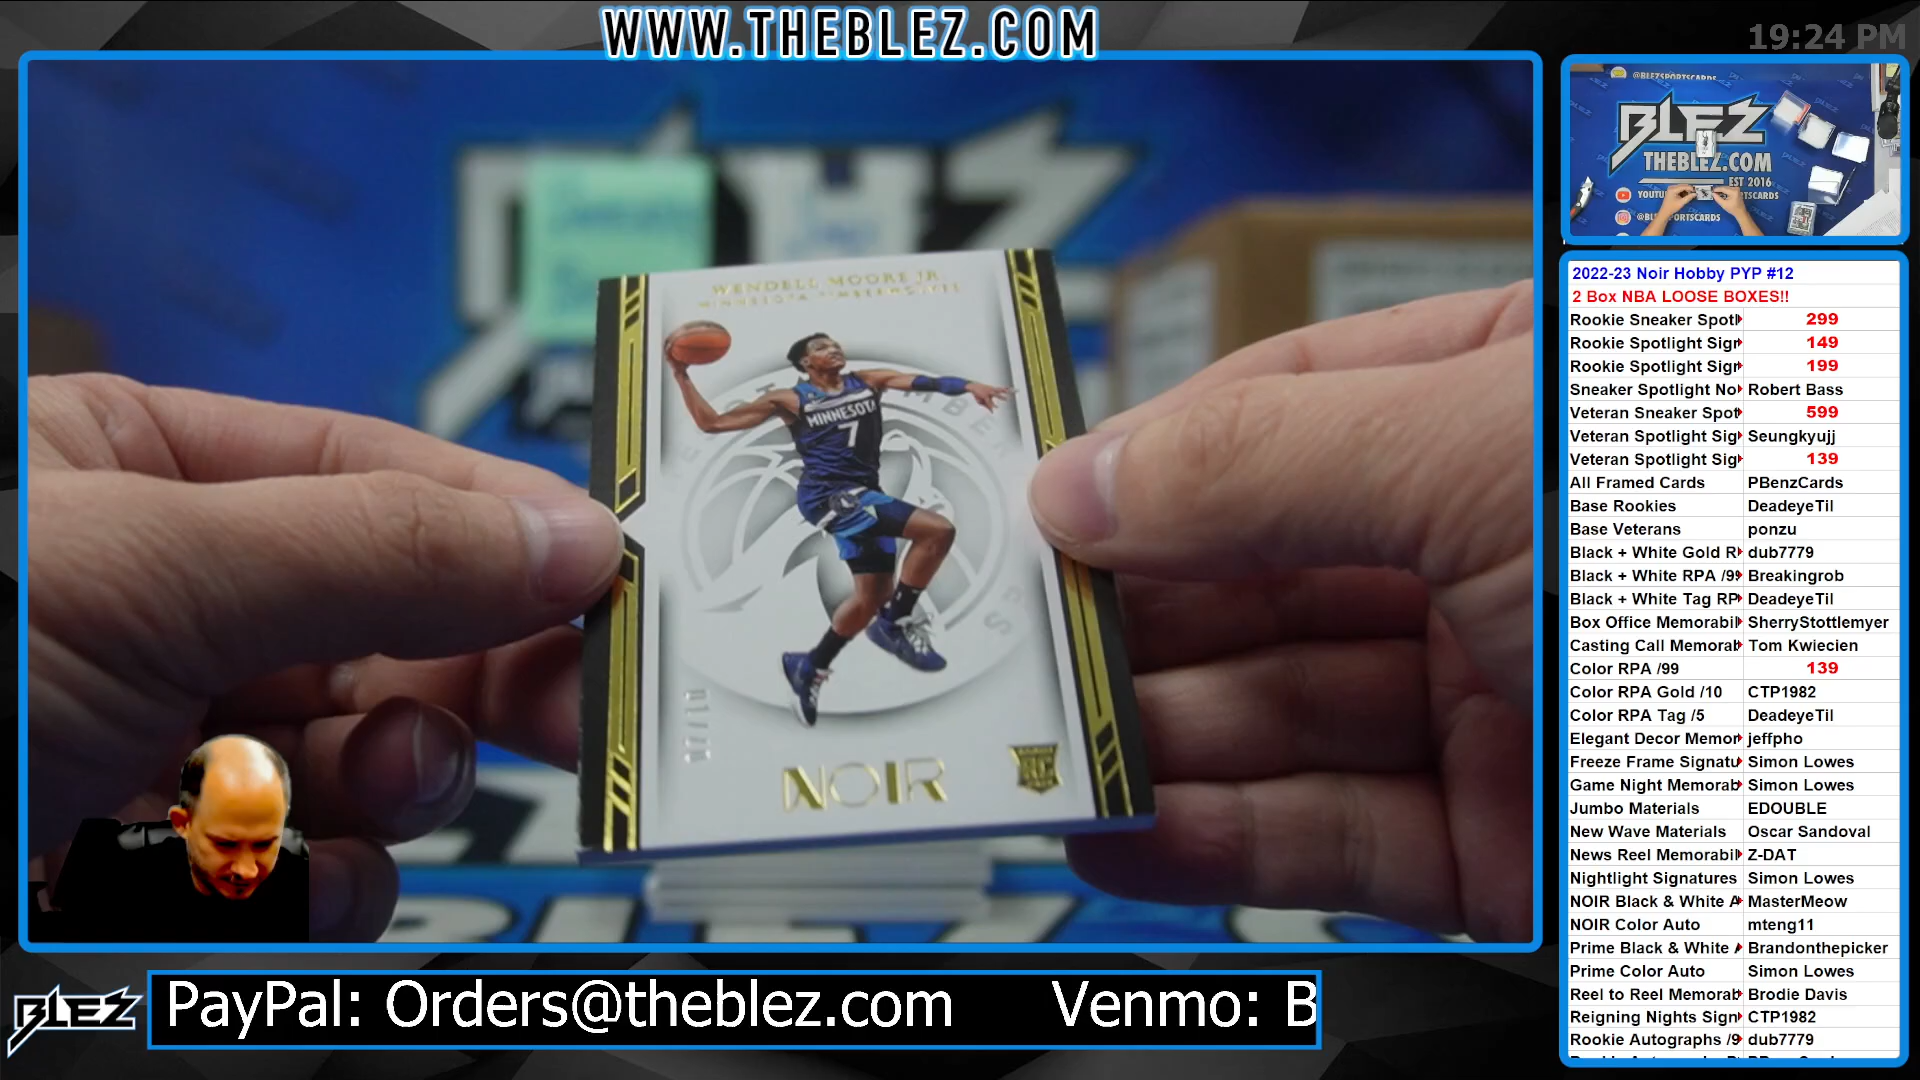 WWW.THEBLEZ.COM
19:24 PM
WENDELL MOORE JR.
MINNESOTA TIMBERWOLVES
MINNESOTA
7
NOIR
RC
@BLEZSPORTSCARDS
BLEZ
THEBLEZ.COM
EST 2016
2022-23 Noir Hobby PYP #12
2 Box NBA LOOSE BOXES!!
Rookie Sneaker Spotl 299
Rookie Spotlight Sign 149
Rookie Spotlight Sign 199
Sneaker Spotlight No Robert Bass
Veteran Sneaker Spot 599
Veteran Spotlight Sig Seungkyujj
Veteran Spotlight Sig 139
All Framed Cards PBenzCards
Base Rookies DeadeyeTil
Base Veterans ponzu
Black + White Gold R dub7779
Black + White RPA /99 Breakingrob
Black + White Tag RP DeadeyeTil
Box Office Memorabil SherryStottlemyer
Casting Call Memorab Tom Kwiecien
Color RPA /99 139
Color RPA Gold /10 CTP1982
Color RPA Tag /5 DeadeyeTil
Elegant Decor Memor jeffpho
Freeze Frame Signatu Simon Lowes
Game Night Memorab Simon Lowes
Jumbo Materials EDOUBLE
New Wave Materials Oscar Sandoval
News Reel Memorabil Z-DAT
Nightlight Signatures Simon Lowes
NOIR Black & White A MasterMeow
NOIR Color Auto mteng11
Prime Black & White A Brandonthepicker
Prime Color Auto Simon Lowes
Reel to Reel Memorab Brodie Davis
Reigning Nights Sign CTP1982
Rookie Autographs /9 dub7779
BLEZ
PayPal: Orders@theblez.com Venmo: B